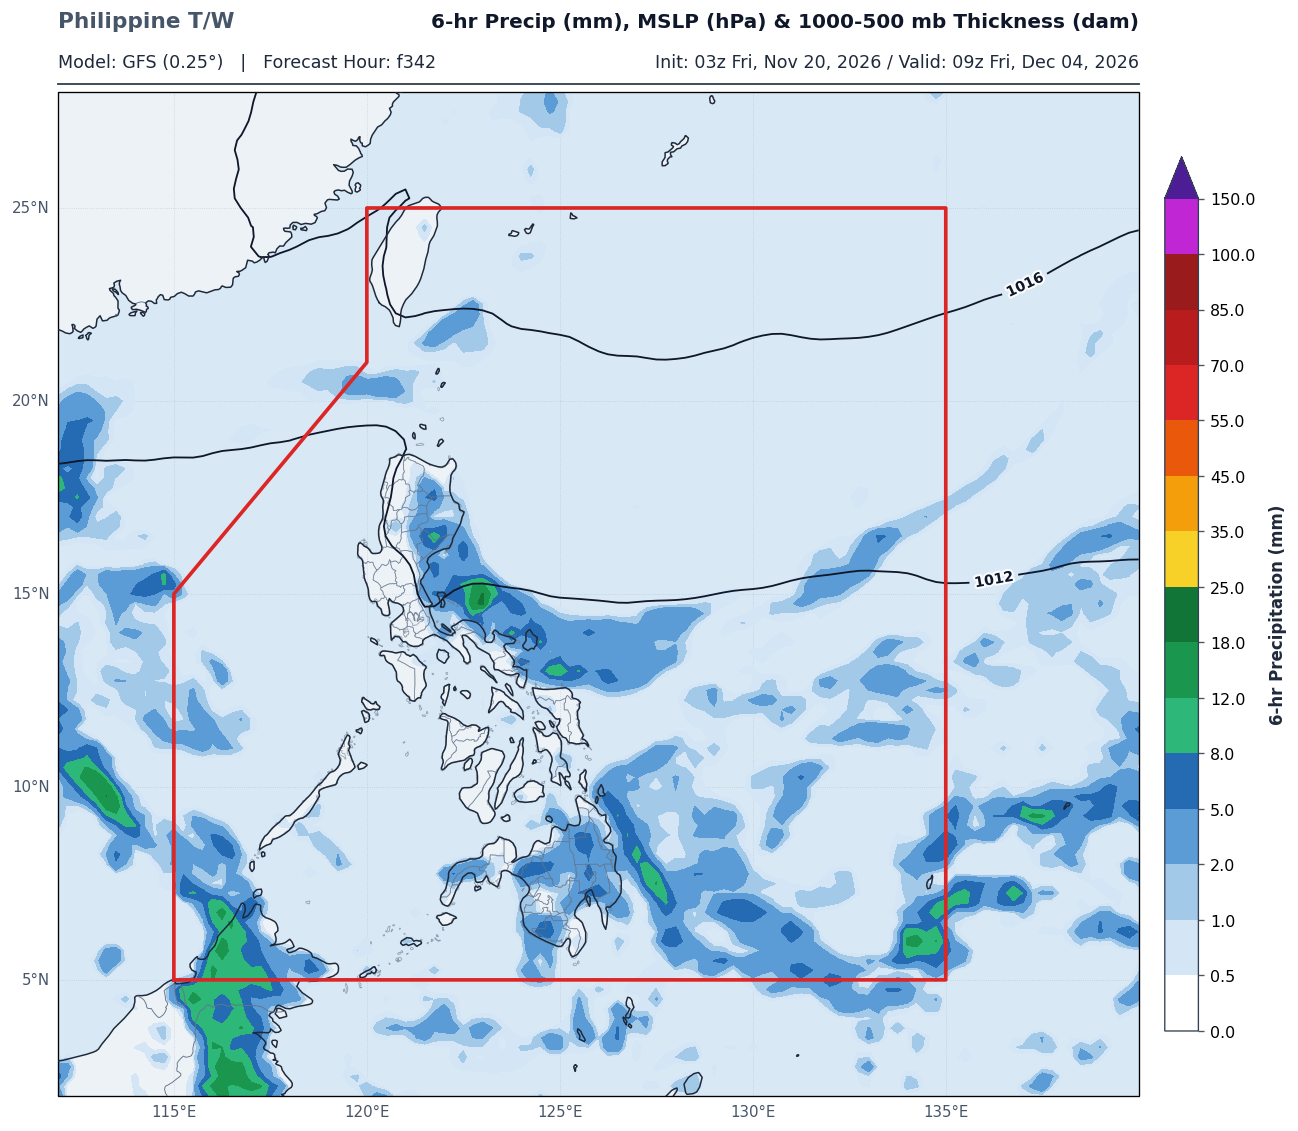 Philippine T/W
6-hr Precip (mm), MSLP (hPa) & 1000-500 mb Thickness (dam)
Model: GFS (0.25°) | Forecast Hour: f342
Init: 03z Fri, Nov 20, 2026 / Valid: 09z Fri, Dec 04, 2026
25°N
20°N
15°N
10°N
5°N
115°E
120°E
125°E
130°E
135°E
1016
1012
150.0
100.0
85.0
70.0
55.0
45.0
35.0
25.0
18.0
12.0
8.0
5.0
2.0
1.0
0.5
0.0
6-hr Precipitation (mm)